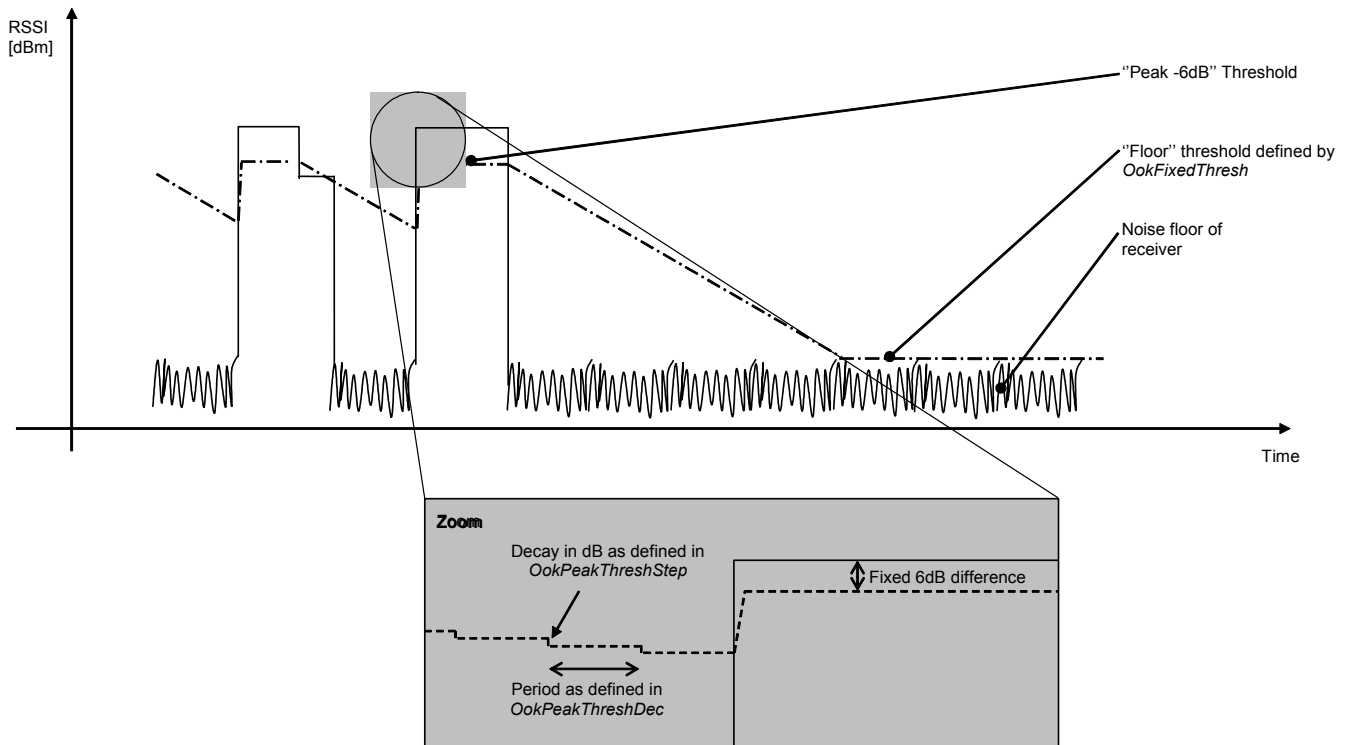 RSSI
[dBm]
‘’Peak -6dB’’ Threshold
‘’Floor’’ threshold defined by
OokFixedThresh
Noise floor of
receiver
Time
Zoom
Decay in dB as defined in
OokPeakThreshStep
Fixed 6dB difference
Period as defined in
OokPeakThreshDec